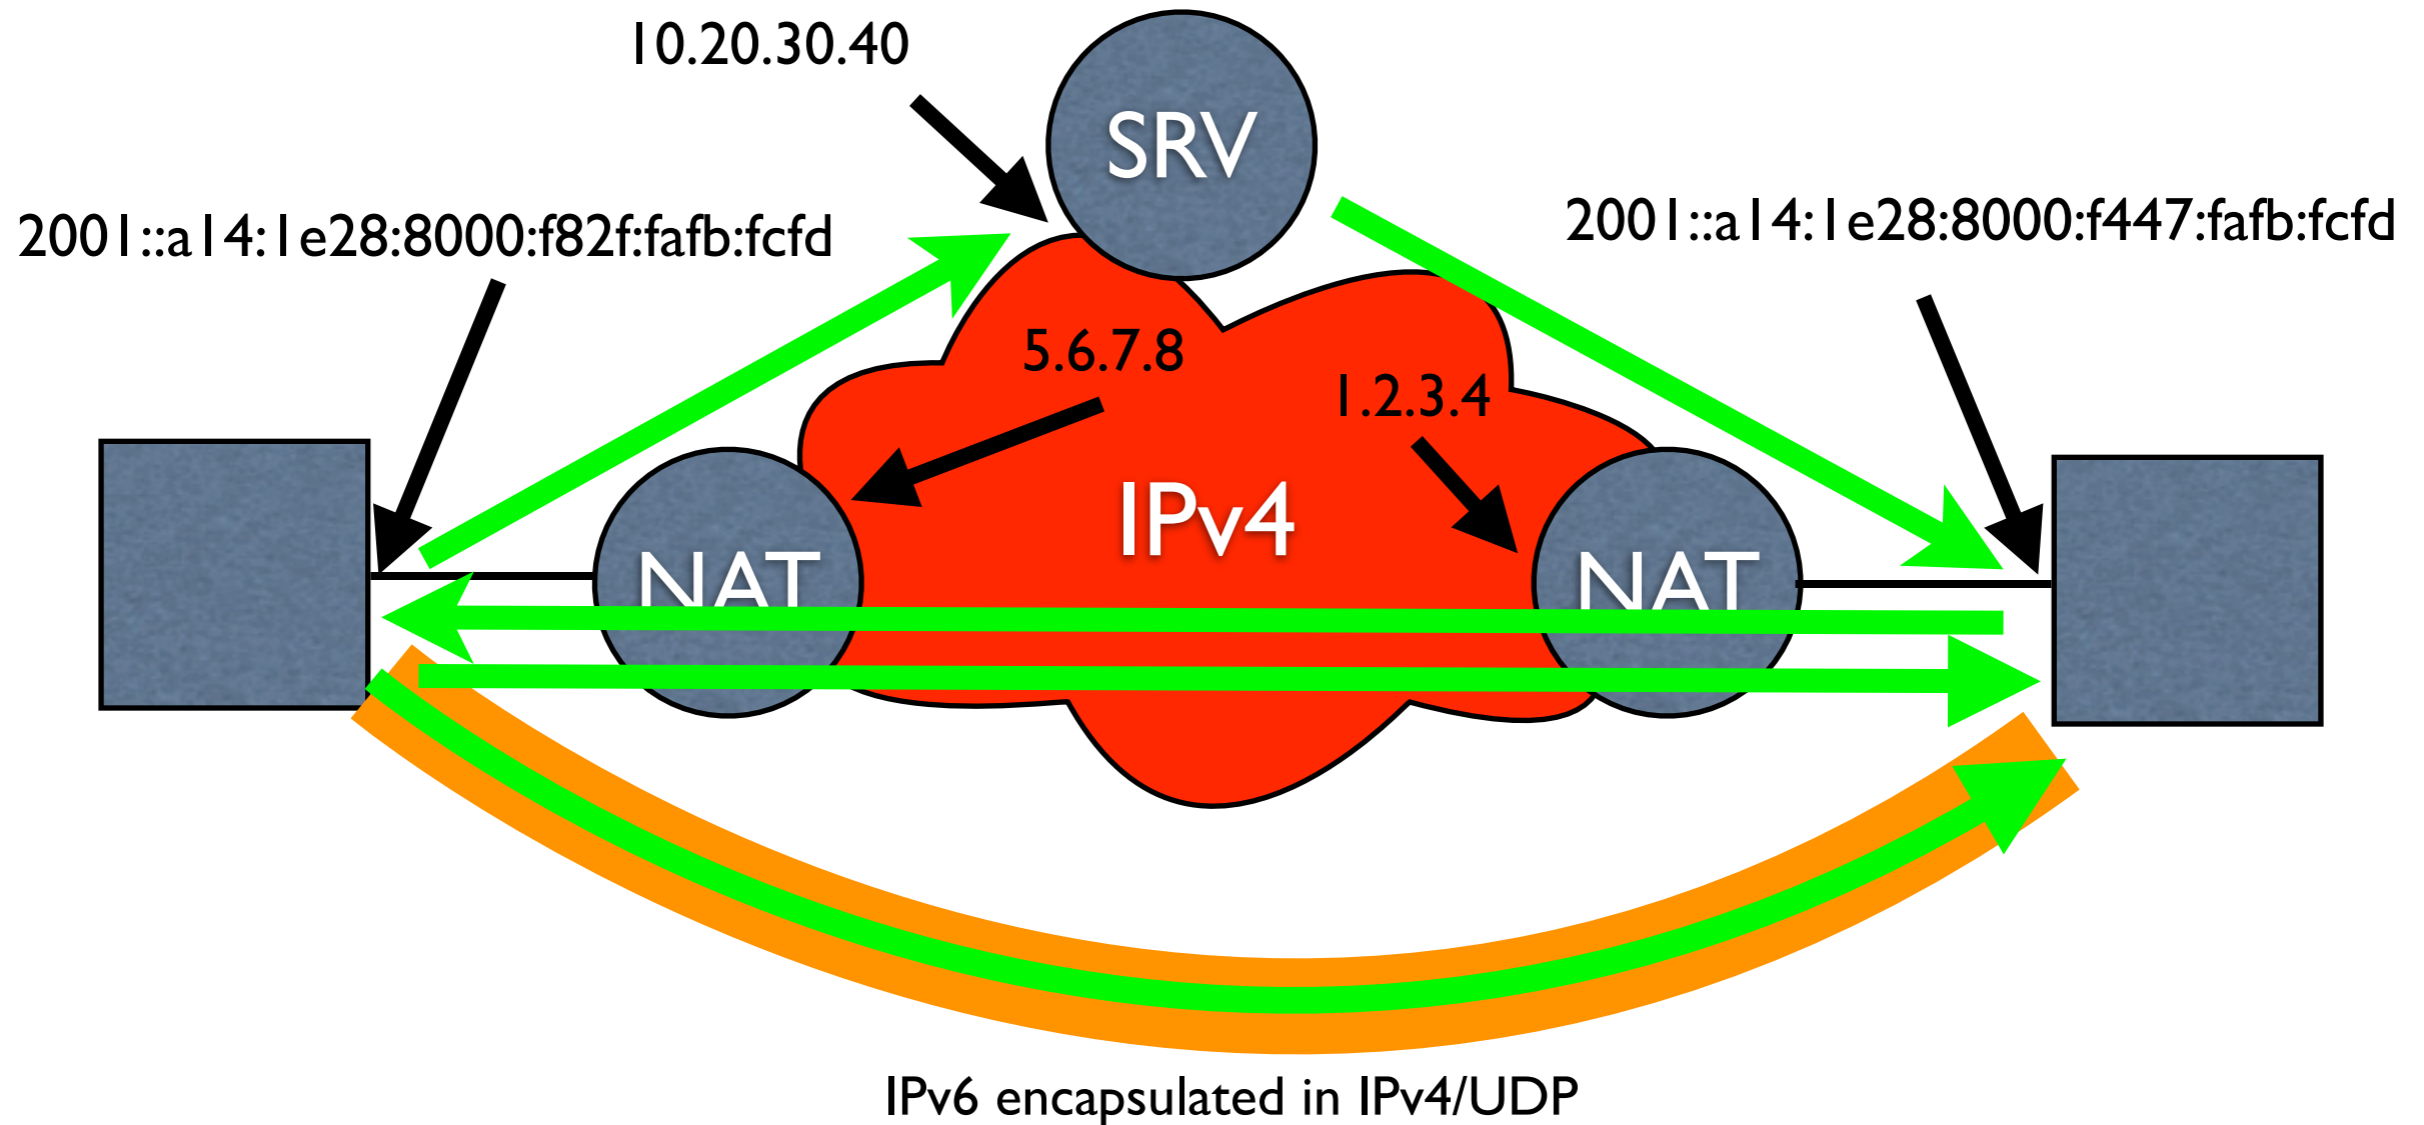 10.20.30.40
SRV
2001::a14:1e28:8000:f82f:fafb:fcfd
2001::a14:1e28:8000:f447:fafb:fcfd
5.6.7.8
1.2.3.4
IPv4
NAT
NAT
IPv6 encapsulated in IPv4/UDP